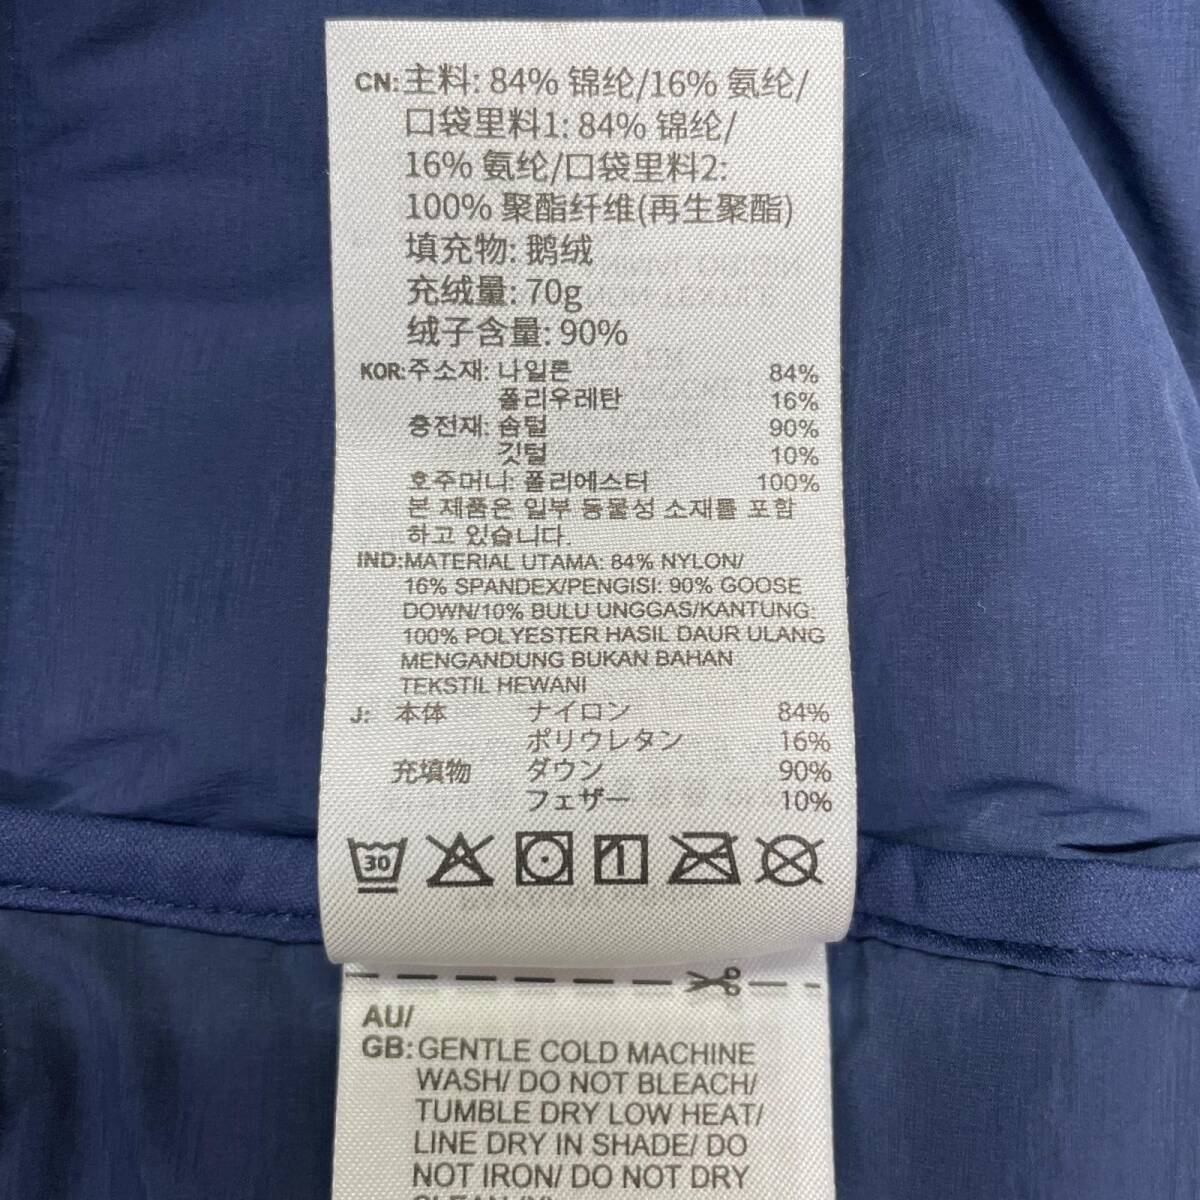 CN:主料: 84% 锦纶/16% 氨纶/
口袋里料1: 84% 锦纶/
16% 氨纶/口袋里料2:
100% 聚酯纤维(再生聚酯)
填充物: 鹅绒
充绒量: 70g
绒子含量: 90%
KOR:주소재: 나일론 84%
폴리우레탄 16%
충전재: 솜털 90%
깃털 10%
호주머니: 폴리에스터 100%
본 제품은 일부 동물성 소재를 포함
하고 있습니다.
IND:MATERIAL UTAMA: 84% NYLON/
16% SPANDEX/PENGISI: 90% GOOSE
DOWN/10% BULU UNGGAS/KANTUNG:
100% POLYESTER HASIL DAUR ULANG
MENGANDUNG BUKAN BAHAN
TEKSTIL HEWANI
J: 本体 ナイロン 84%
ポリウレタン 16%
充填物 ダウン 90%
フェザー 10%
30 1
AU/
GB:GENTLE COLD MACHINE
WASH/ DO NOT BLEACH/
TUMBLE DRY LOW HEAT/
LINE DRY IN SHADE/ DO
NOT IRON/ DO NOT DRY